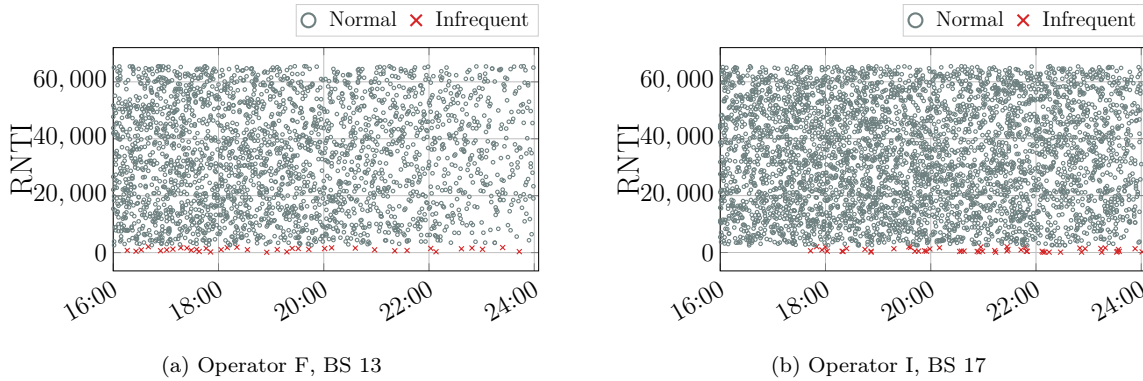 Normal Infrequent
60,000
40,000
20,000
0
RNTI
16:00 18:00 20:00 22:00 24:00
(a) Operator F, BS 13
Normal Infrequent
60,000
40,000
20,000
0
RNTI
16:00 18:00 20:00 22:00 24:00
(b) Operator I, BS 17